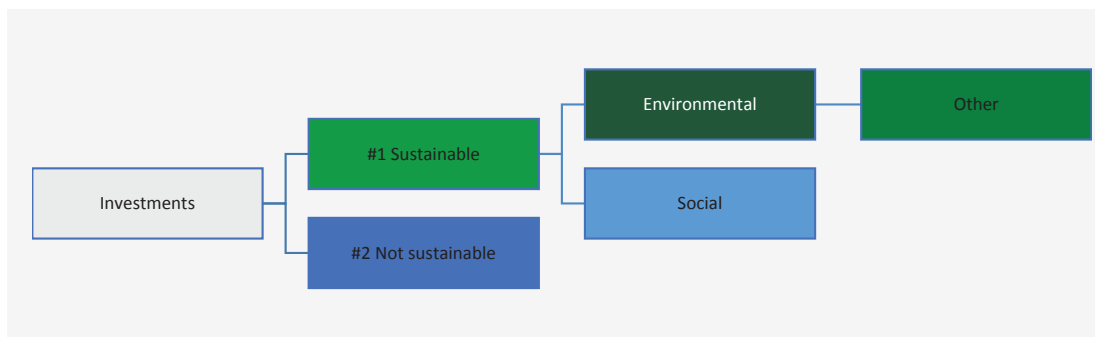 Environmental
Other
#1 Sustainable
Investments
Social
#2 Not sustainable